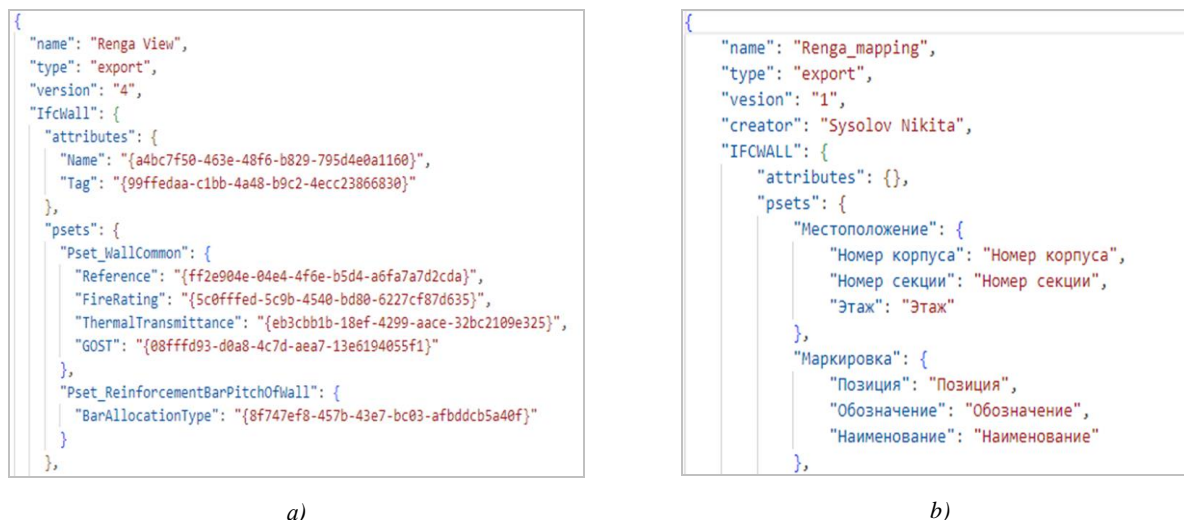 {
"name": "Renga View",
"type": "export",
"version": "4",
"IfcWall": {
"attributes": {
"Name": "{a4bc7f50-463e-48f6-b829-795d4e0a1160}",
"Tag": "{99ffedaa-c1bb-4a48-b9c2-4ecc23866830}"
},
"psets": {
"Pset_WallCommon": {
"Reference": "{ff2e904e-04e4-4f6e-b5d4-a6fa7a7d2cda}",
"FireRating": "{5c0fffed-5c9b-4540-bd80-6227cf87d635}",
"ThermalTransmittance": "{eb3cbb1b-18ef-4299-aace-32bc2109e325}",
"GOST": "{08fffd93-d0a8-4c7d-aea7-13e6194055f1}"
},
"Pset_ReinforcementBarPitchOfWall": {
"BarAllocationType": "{8f747ef8-457b-43e7-bc03-afbddcb5a40f}"
}
},
a)
{
"name": "Renga_mapping",
"type": "export",
"vesion": "1",
"creator": "Sysolov Nikita",
"IFCWALL": {
"attributes": {},
"psets": {
"Местоположение": {
"Номер корпуса": "Номер корпуса",
"Номер секции": "Номер секции",
"Этаж": "Этаж"
},
"Маркировка": {
"Позиция": "Позиция",
"Обозначение": "Обозначение",
"Наименование": "Наименование"
},
b)